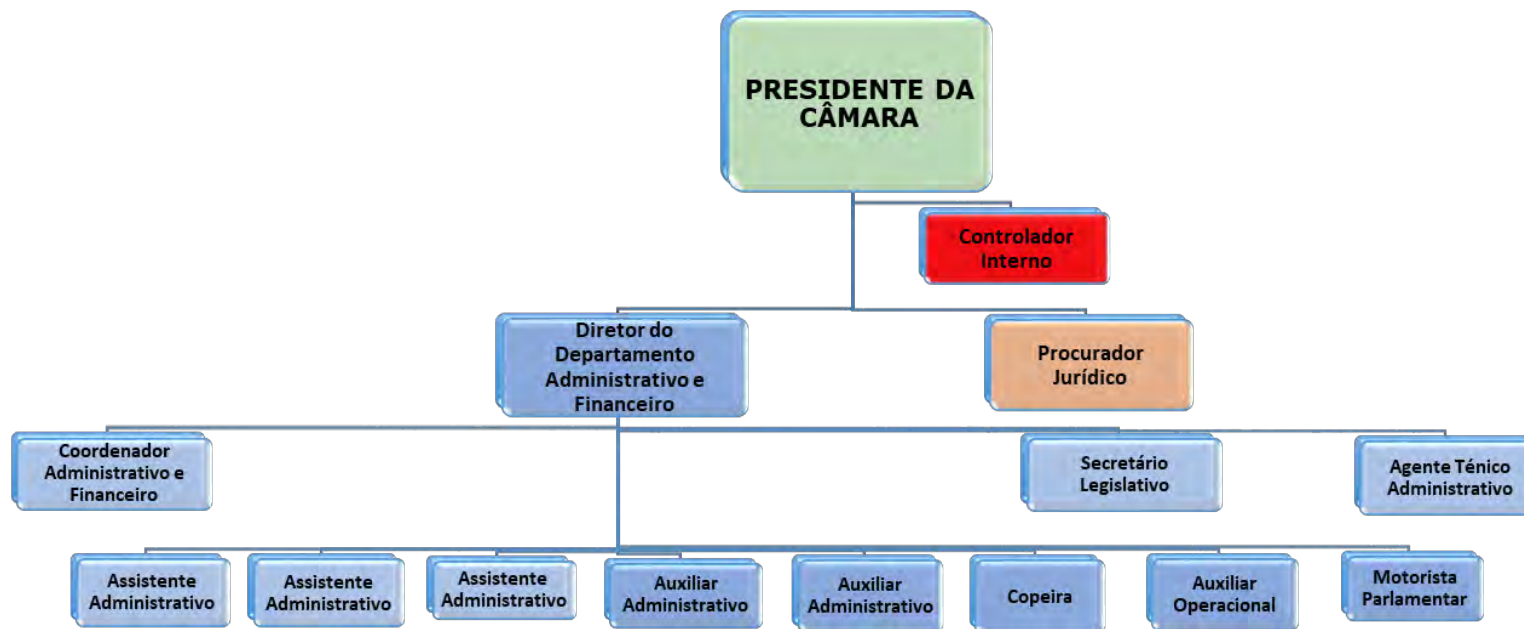 PRESIDENTE DA
CÂMARA
Controlador
Interno
Diretor do
Departamento
Administrativo e
Financeiro
Procurador
Jurídico
Coordenador
Administrativo e
Financeiro
Secretário
Legislativo
Agente Ténico
Administrativo
Assistente
Administrativo
Assistente
Administrativo
Assistente
Administrativo
Auxiliar
Administrativo
Auxiliar
Administrativo
Copeira
Auxiliar
Operacional
Motorista
Parlamentar